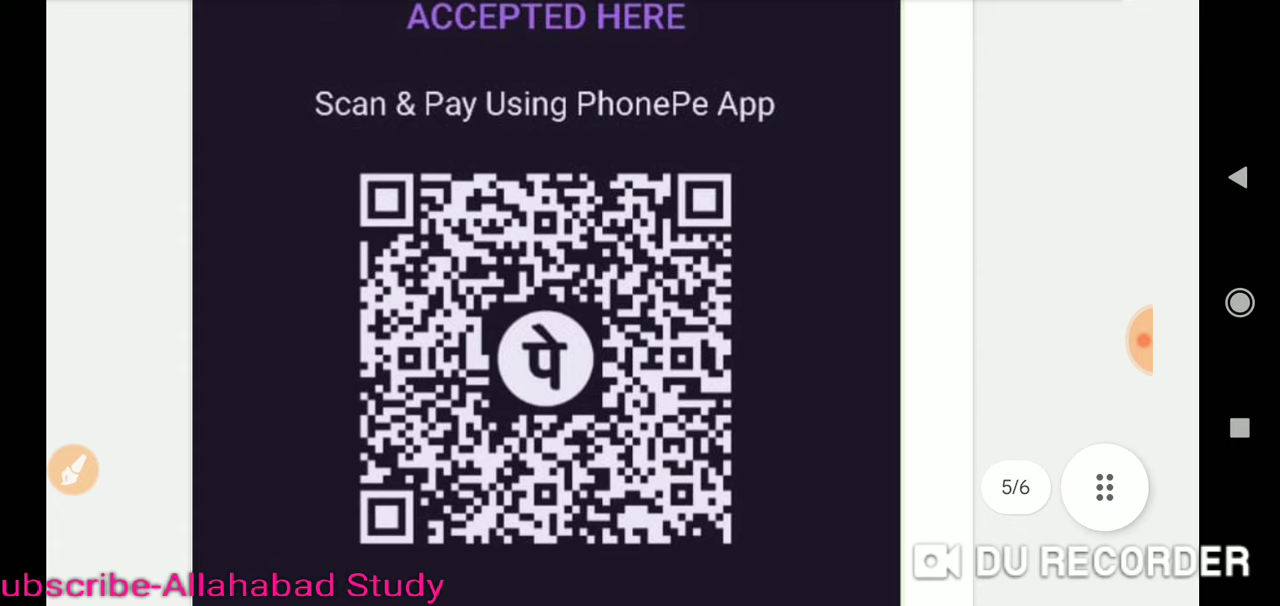 ACCEPTED HERE
Scan & Pay Using PhonePe App
पे
5/6
DU RECORDER
ubscribe-Allahabad Study